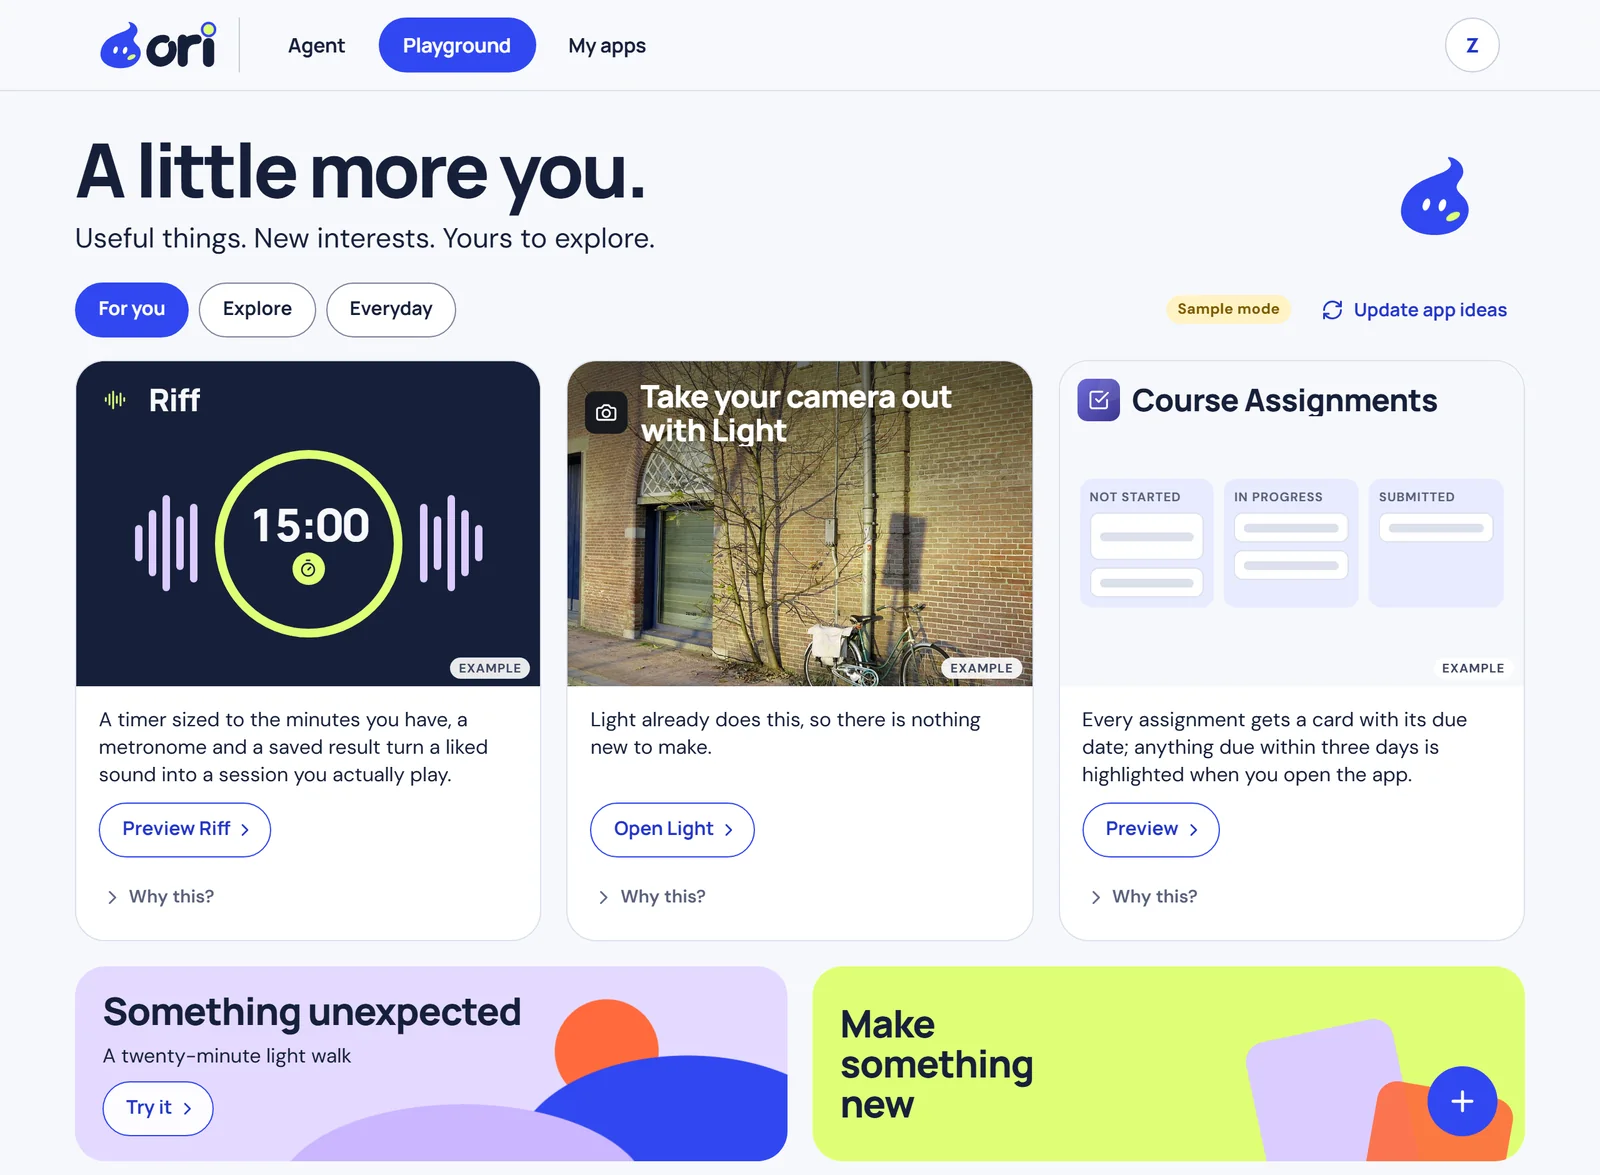 ori
Agent
Playground
My apps
Z
A little more you.
Useful things. New interests. Yours to explore.
For you
Explore
Everyday
Sample mode
Update app ideas
Riff
15:00
EXAMPLE
A timer sized to the minutes you have, a
metronome and a saved result turn a liked
sound into a session you actually play.
Preview Riff
Why this?
Take your camera out
with Light
EXAMPLE
Light already does this, so there is nothing
new to make.
Open Light
Why this?
Course Assignments
NOT STARTED
IN PROGRESS
SUBMITTED
EXAMPLE
Every assignment gets a card with its due
date; anything due within three days is
highlighted when you open the app.
Preview
Why this?
Something unexpected
A twenty-minute light walk
Try it
Make
something
new